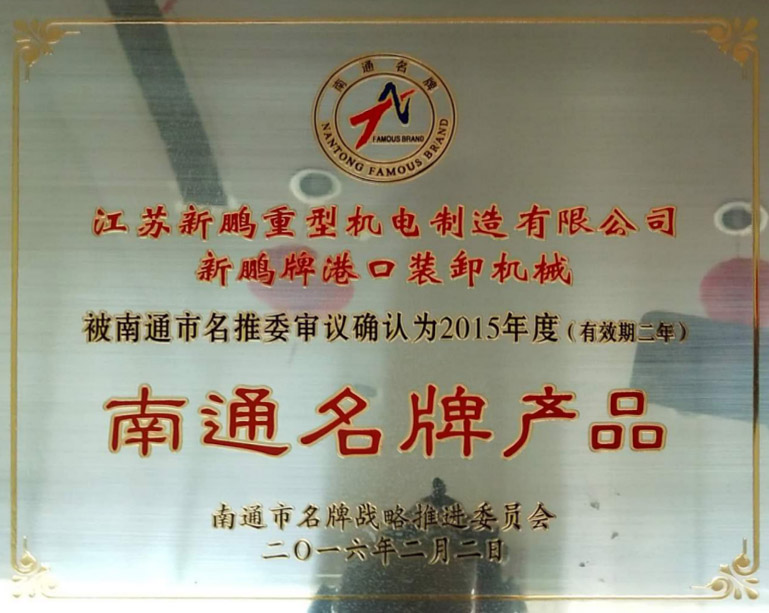 南通名牌
FAMOUS BRAND
NANTONG FAMOUS BRAND
江苏新鹏重型机电制造有限公司
新鹏牌港口装卸机械
被南通市名推委审议确认为2015年度(有效期二年)
南通名牌产品
南通市名牌战略推进委员会
二〇一六年二月二日